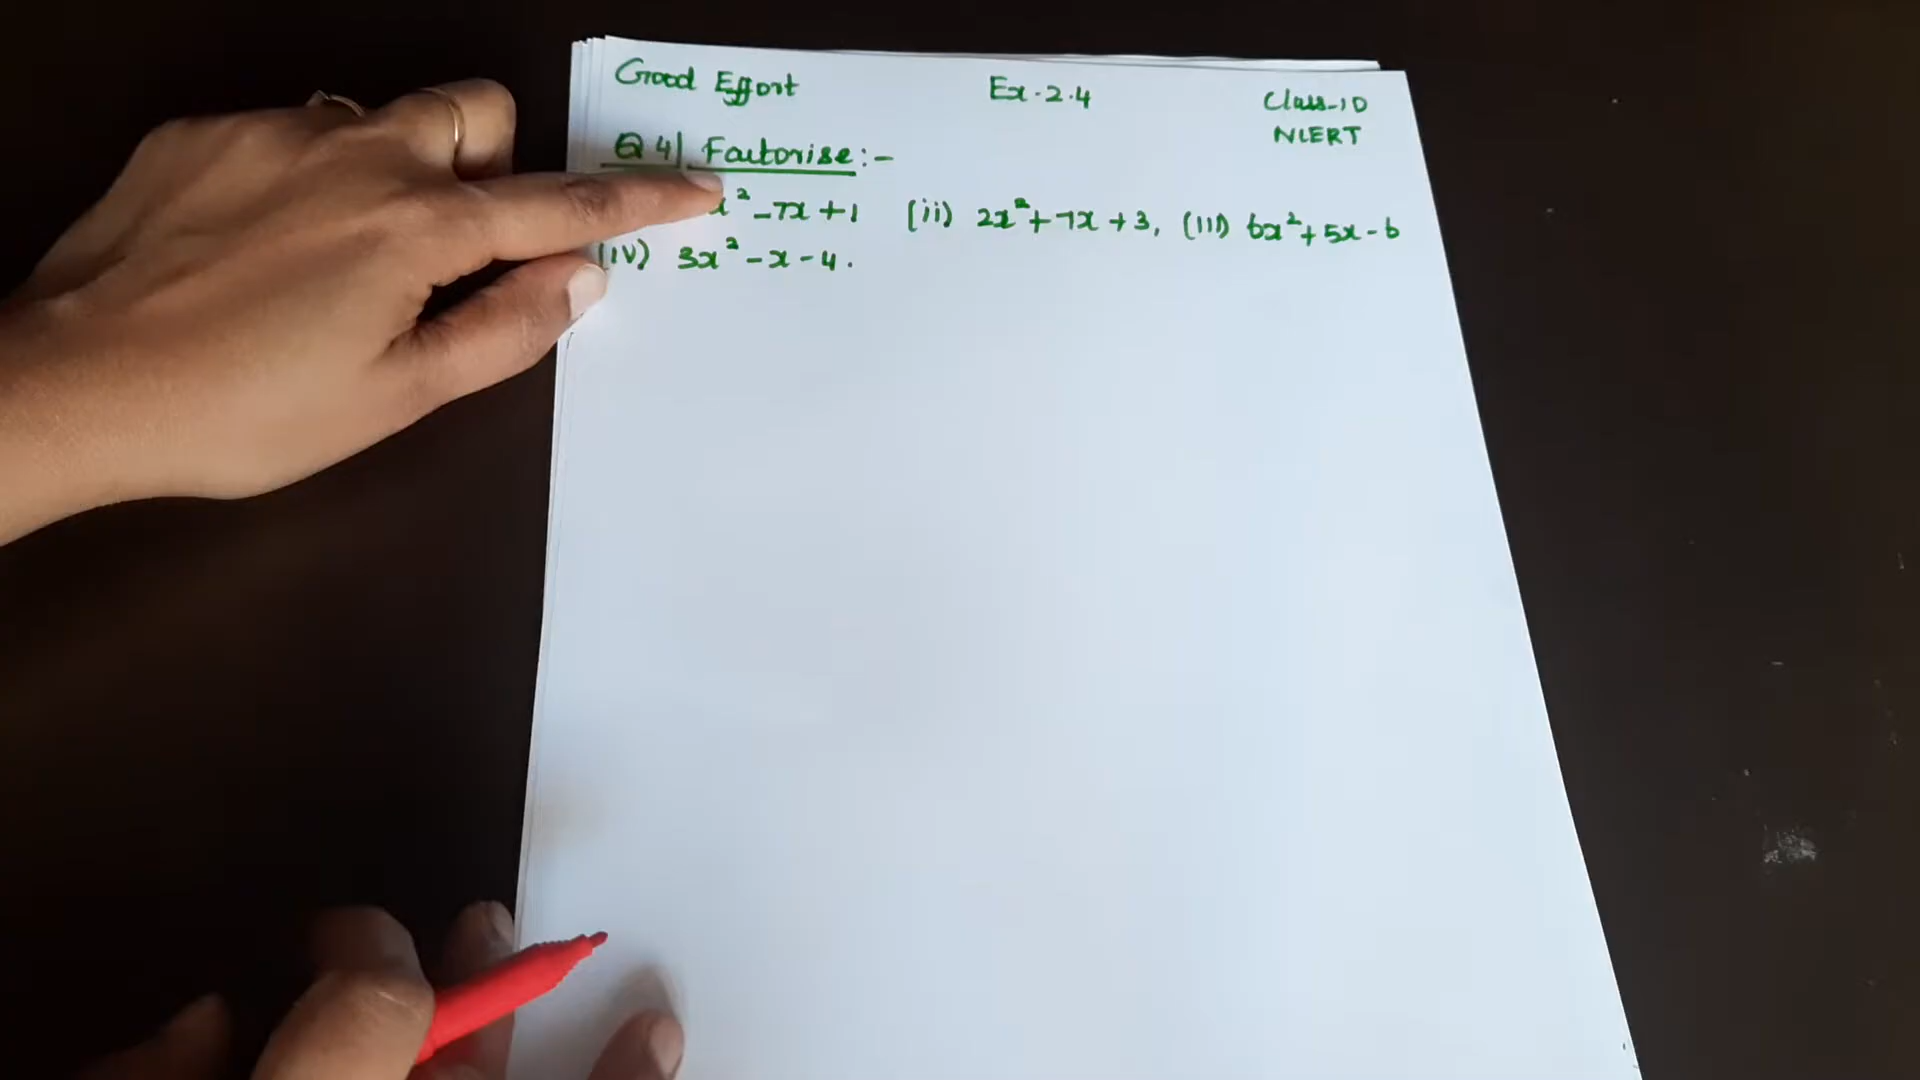 Good Effort Ex-2.4 Class-10
NCERT
Q4| Factorise:-
x² -7x +1 (ii) 2x²+7x +3, (III) 6x²+5x-6
(IV) 3x² -x -4.